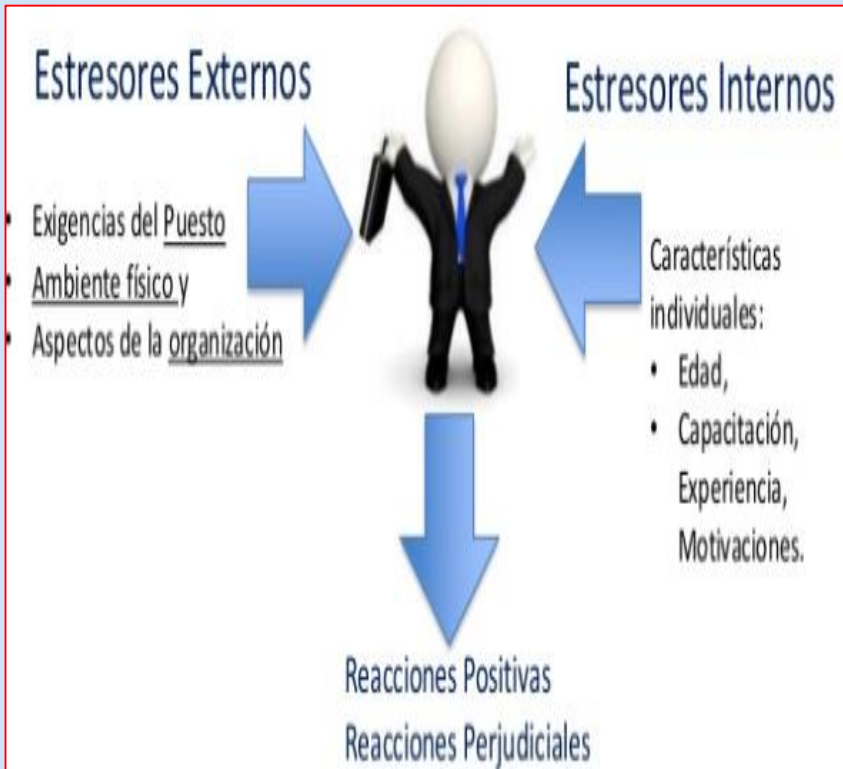 Estresores Externos
• Exigencias del Puesto
• Ambiente físico y
• Aspectos de la organización
Estresores Internos
Características
individuales:
• Edad,
• Capacitación,
Experiencia,
Motivaciones.
Reacciones Positivas
Reacciones Perjudiciales